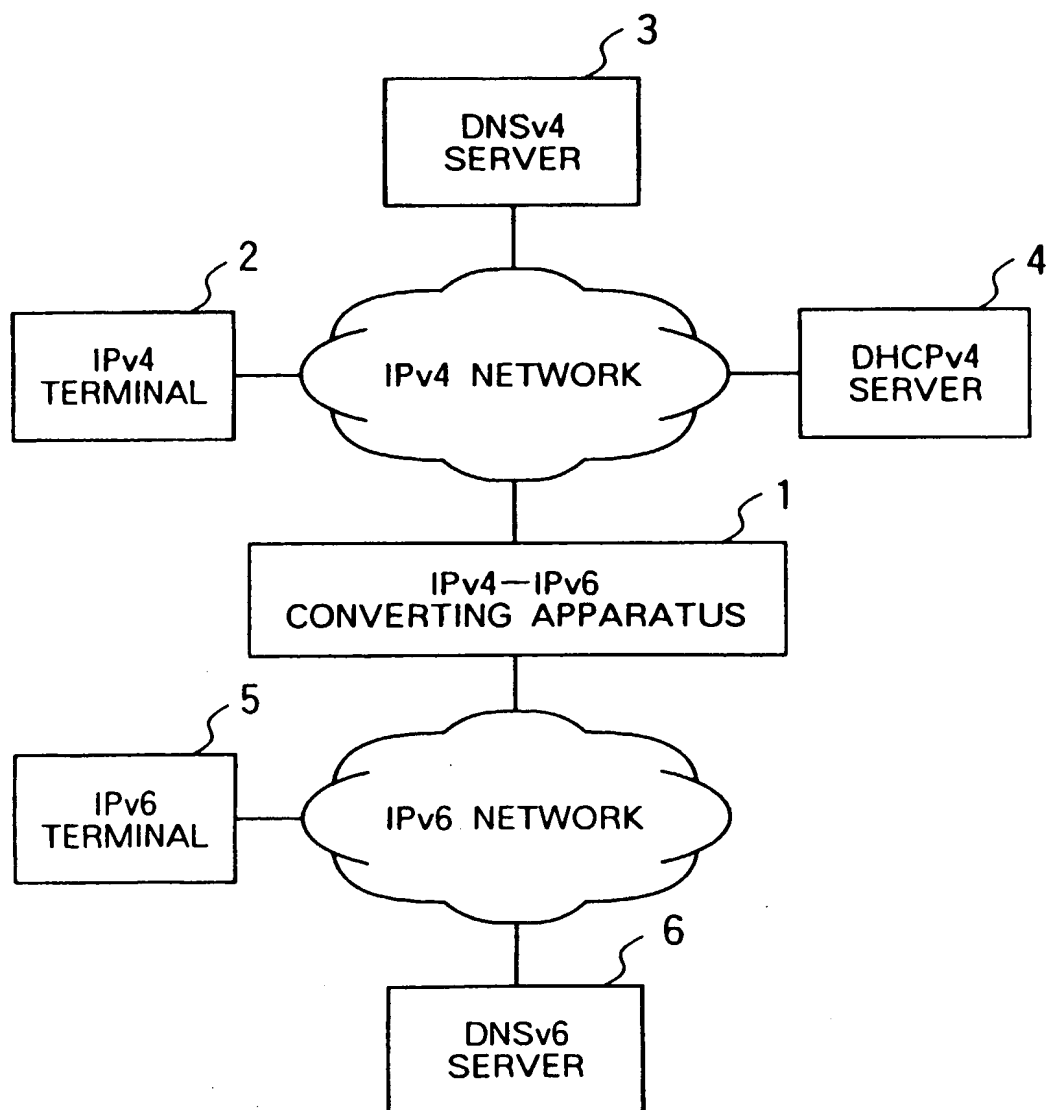 3
DNSv4
SERVER
2
4
IPv4
TERMINAL
IPv4 NETWORK
DHCPv4
SERVER
1
IPv4—IPv6
CONVERTING APPARATUS
5
IPv6
TERMINAL
IPv6 NETWORK
6
DNSv6
SERVER